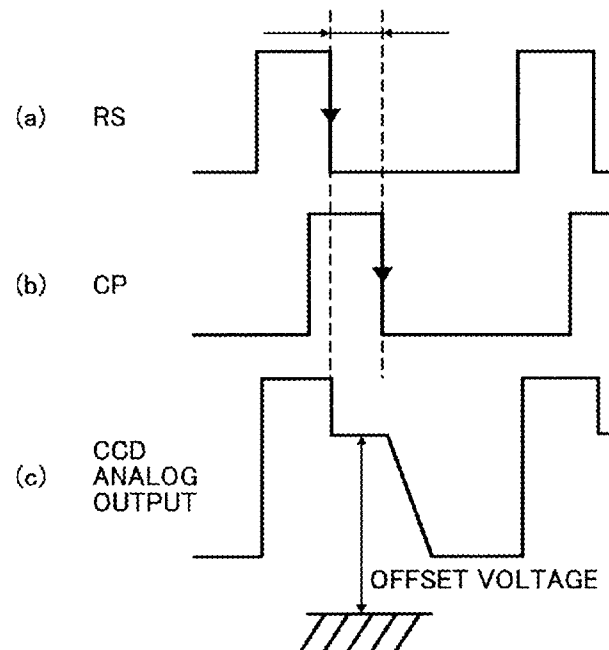 (a) RS
(b) CP
(c) CCD
ANALOG
OUTPUT
OFFSET VOLTAGE